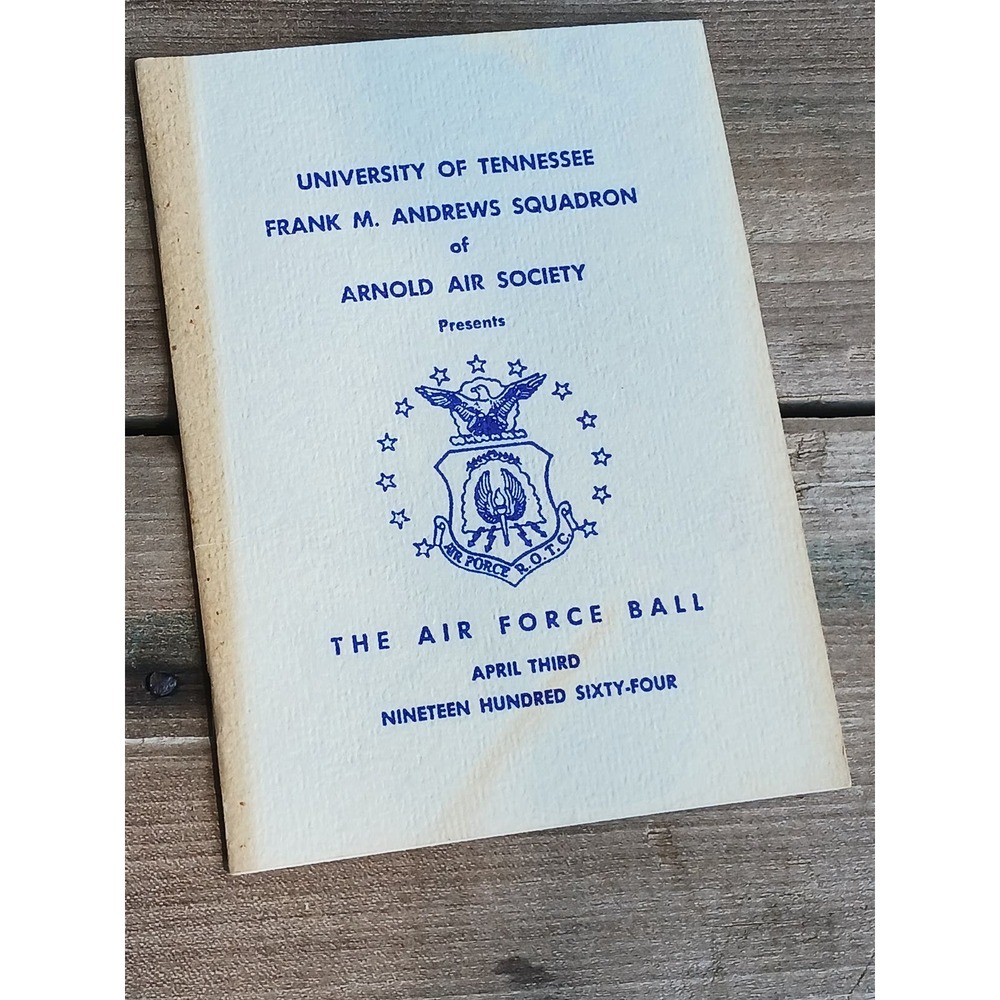 UNIVERSITY OF TENNESSEE
FRANK M. ANDREWS SQUADRON
of
ARNOLD AIR SOCIETY
Presents
AIR FORCE R.O.T.C.
THE AIR FORCE BALL
APRIL THIRD
NINETEEN HUNDRED SIXTY-FOUR